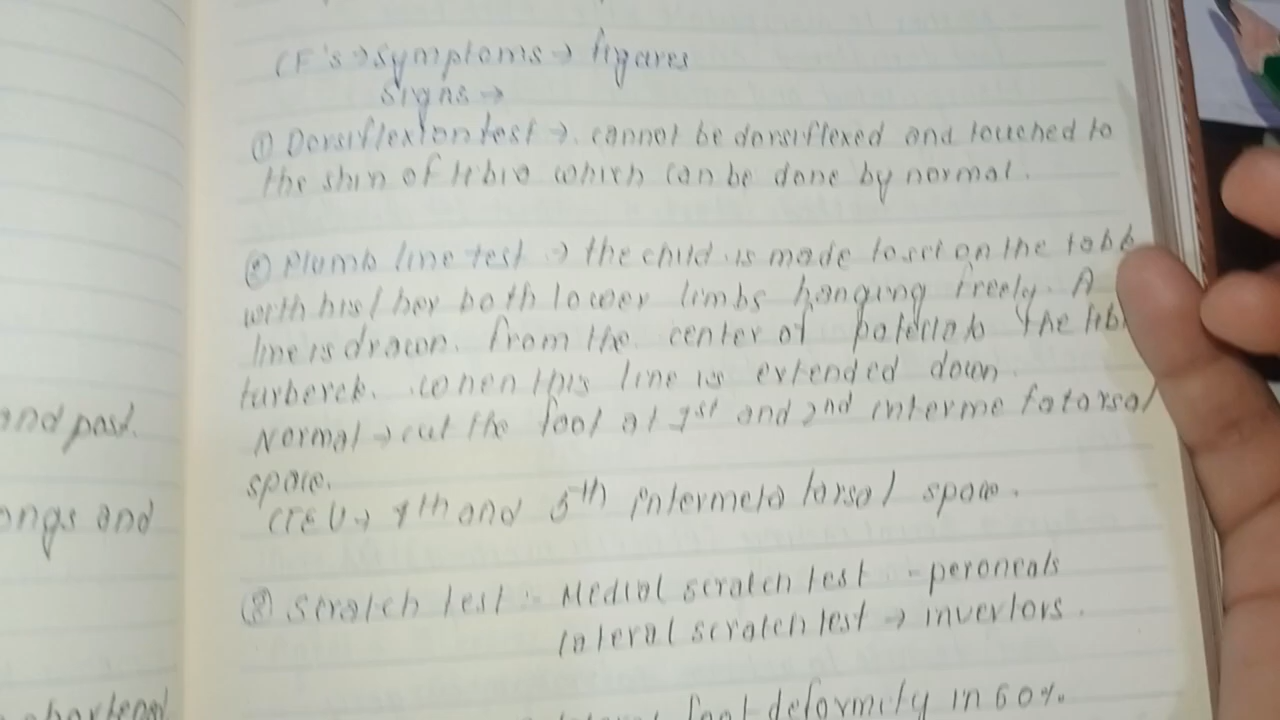 CF's → symptoms → figures
signs →
① Dorsiflexion test → cannot be dorsiflexed and touched to
the shin of tibia which can be done by normal.
② Plumb line test → the child is made to sit on the
with his/her both lower limbs hanging freely. A
line is drawn. from the center of patella to the
turberck. when this line is extended down
Normal → cut the foot at 1st and 2nd intermetatarsal
space.
CTEV → 4th and 5th intermetatarsal space.
③ Scratch test :- Medial scratch test - peroneals
lateral scratch test → invertors.
foot deformity in 60%.
and post.
ongs and